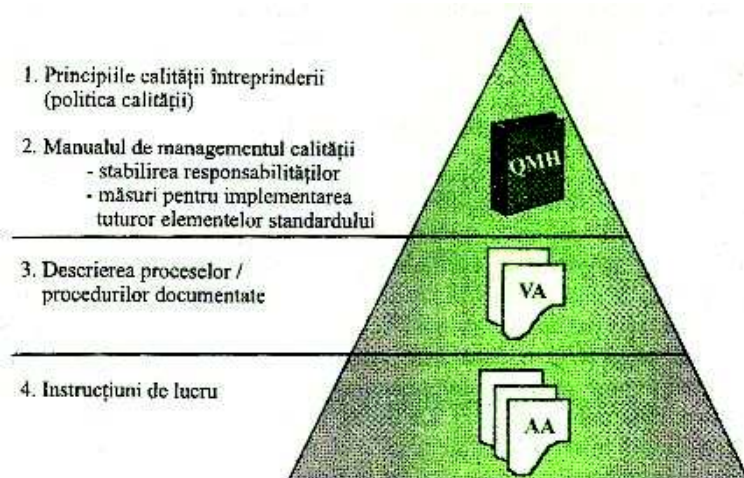 1. Principiile calității întreprinderii
(politica calității)
2. Manualul de managementul calității
- stabilirea responsabilităților
- măsuri pentru implementarea
tuturor elementelor standardului
QMH
3. Descrierea proceselor /
procedurilor documentate
VA
4. Instrucțiuni de lucru
AA